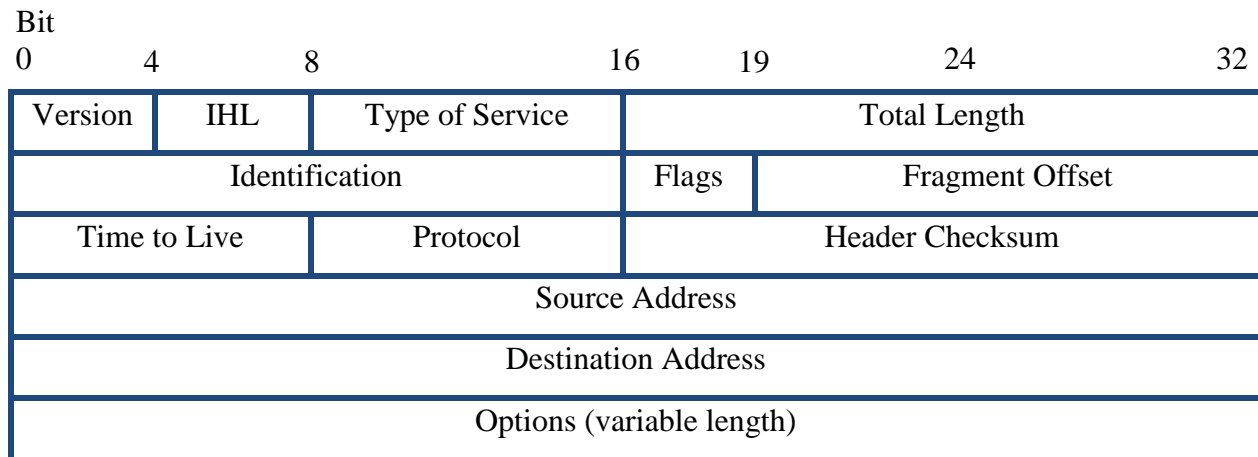 Bit
0 4 8 16 19 24 32
Version IHL Type of Service Total Length
Identification Flags Fragment Offset
Time to Live Protocol Header Checksum
Source Address
Destination Address
Options (variable length)